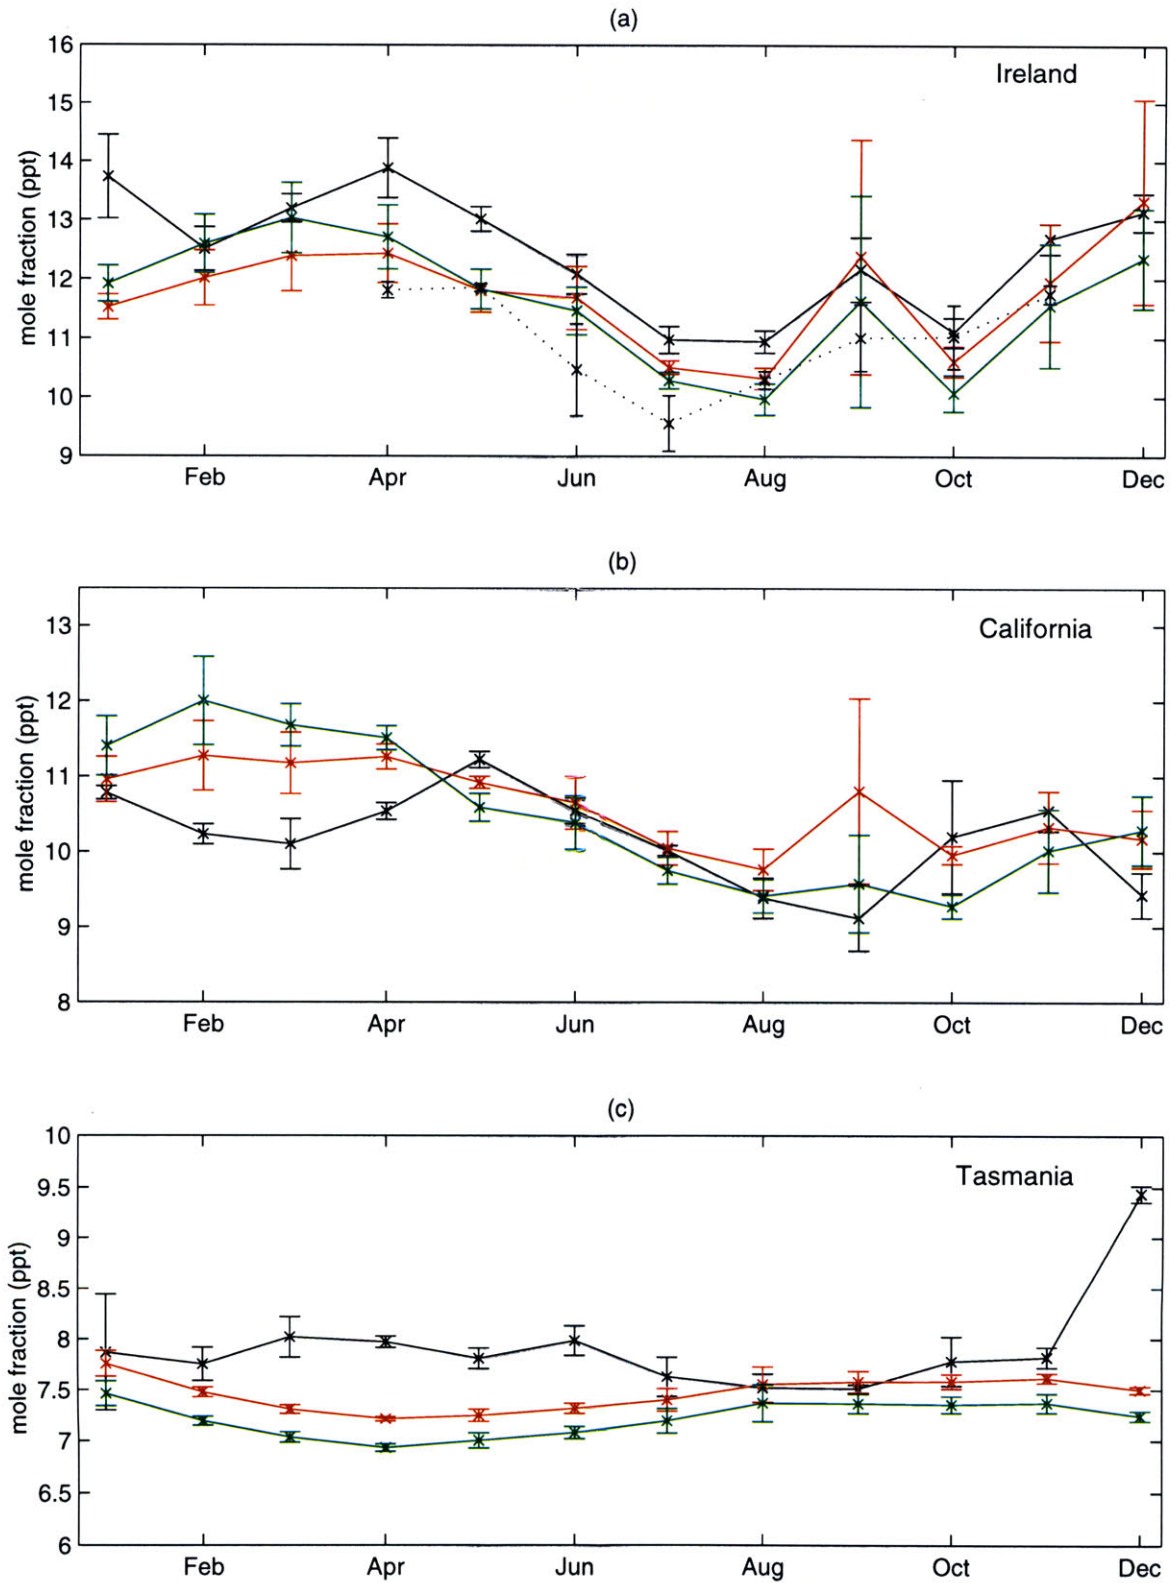 (a)
Ireland
mole fraction (ppt)
16
15
14
13
12
11
10
9
Feb
Apr
Jun
Aug
Oct
Dec
(b)
California
mole fraction (ppt)
13
12
11
10
9
8
Feb
Apr
Jun
Aug
Oct
Dec
(c)
Tasmania
mole fraction (ppt)
10
9.5
9
8.5
8
7.5
7
6.5
6
Feb
Apr
Jun
Aug
Oct
Dec